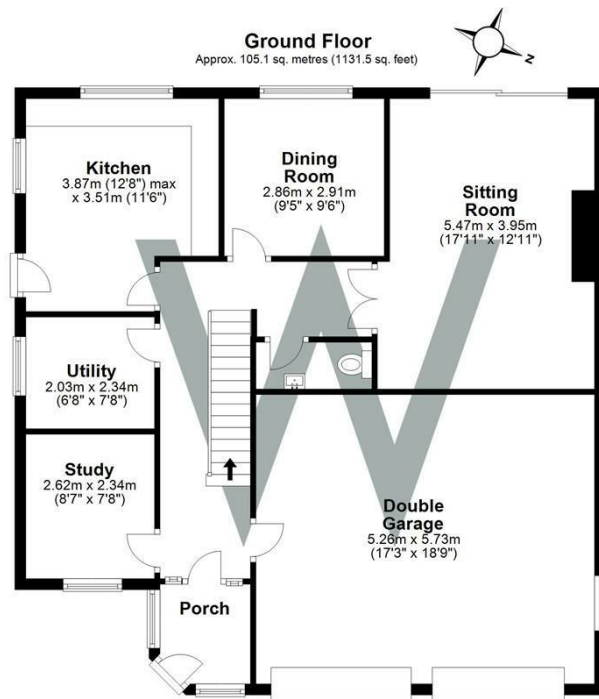 Ground Floor
Approx. 105.1 sq. metres (1131.5 sq. feet)
N
Kitchen
3.87m (12'8") max
x 3.51m (11'6")
Dining
Room
2.86m x 2.91m
(9'5" x 9'6")
Sitting
Room
5.47m x 3.95m
(17'11" x 12'11")
Utility
2.03m x 2.34m
(6'8" x 7'8")
Study
2.62m x 2.34m
(8'7" x 7'8")
Double
Garage
5.26m x 5.73m
(17'3" x 18'9")
Porch
W